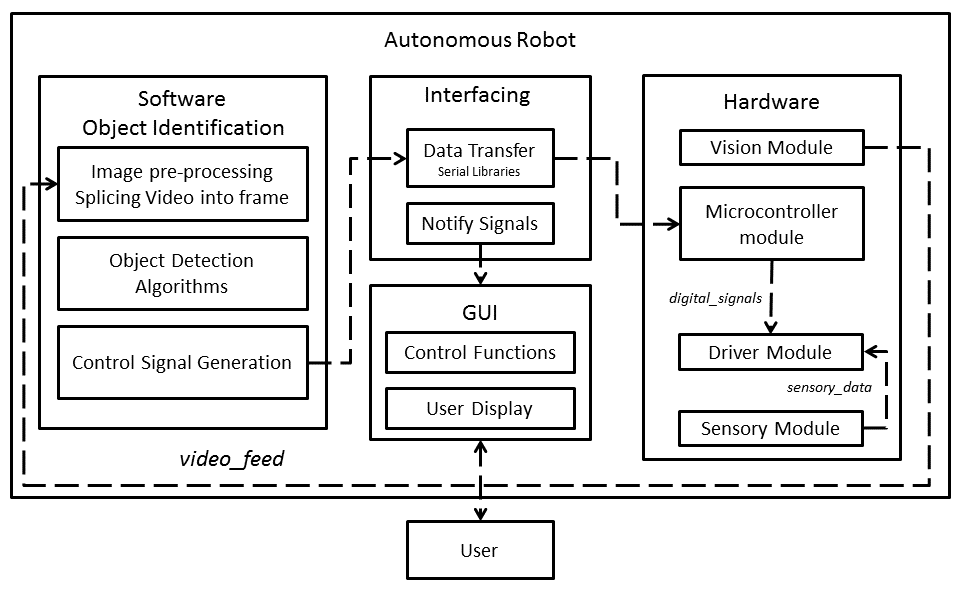 Autonomous Robot
Software
Object Identification
Image pre-processing
Splicing Video into frame
Object Detection
Algorithms
Control Signal Generation
video_feed
Interfacing
Data Transfer
Serial Libraries
Notify Signals
GUI
Control Functions
User Display
Hardware
Vision Module
Microcontroller
module
digital_signals
Driver Module
sensory_data
Sensory Module
User